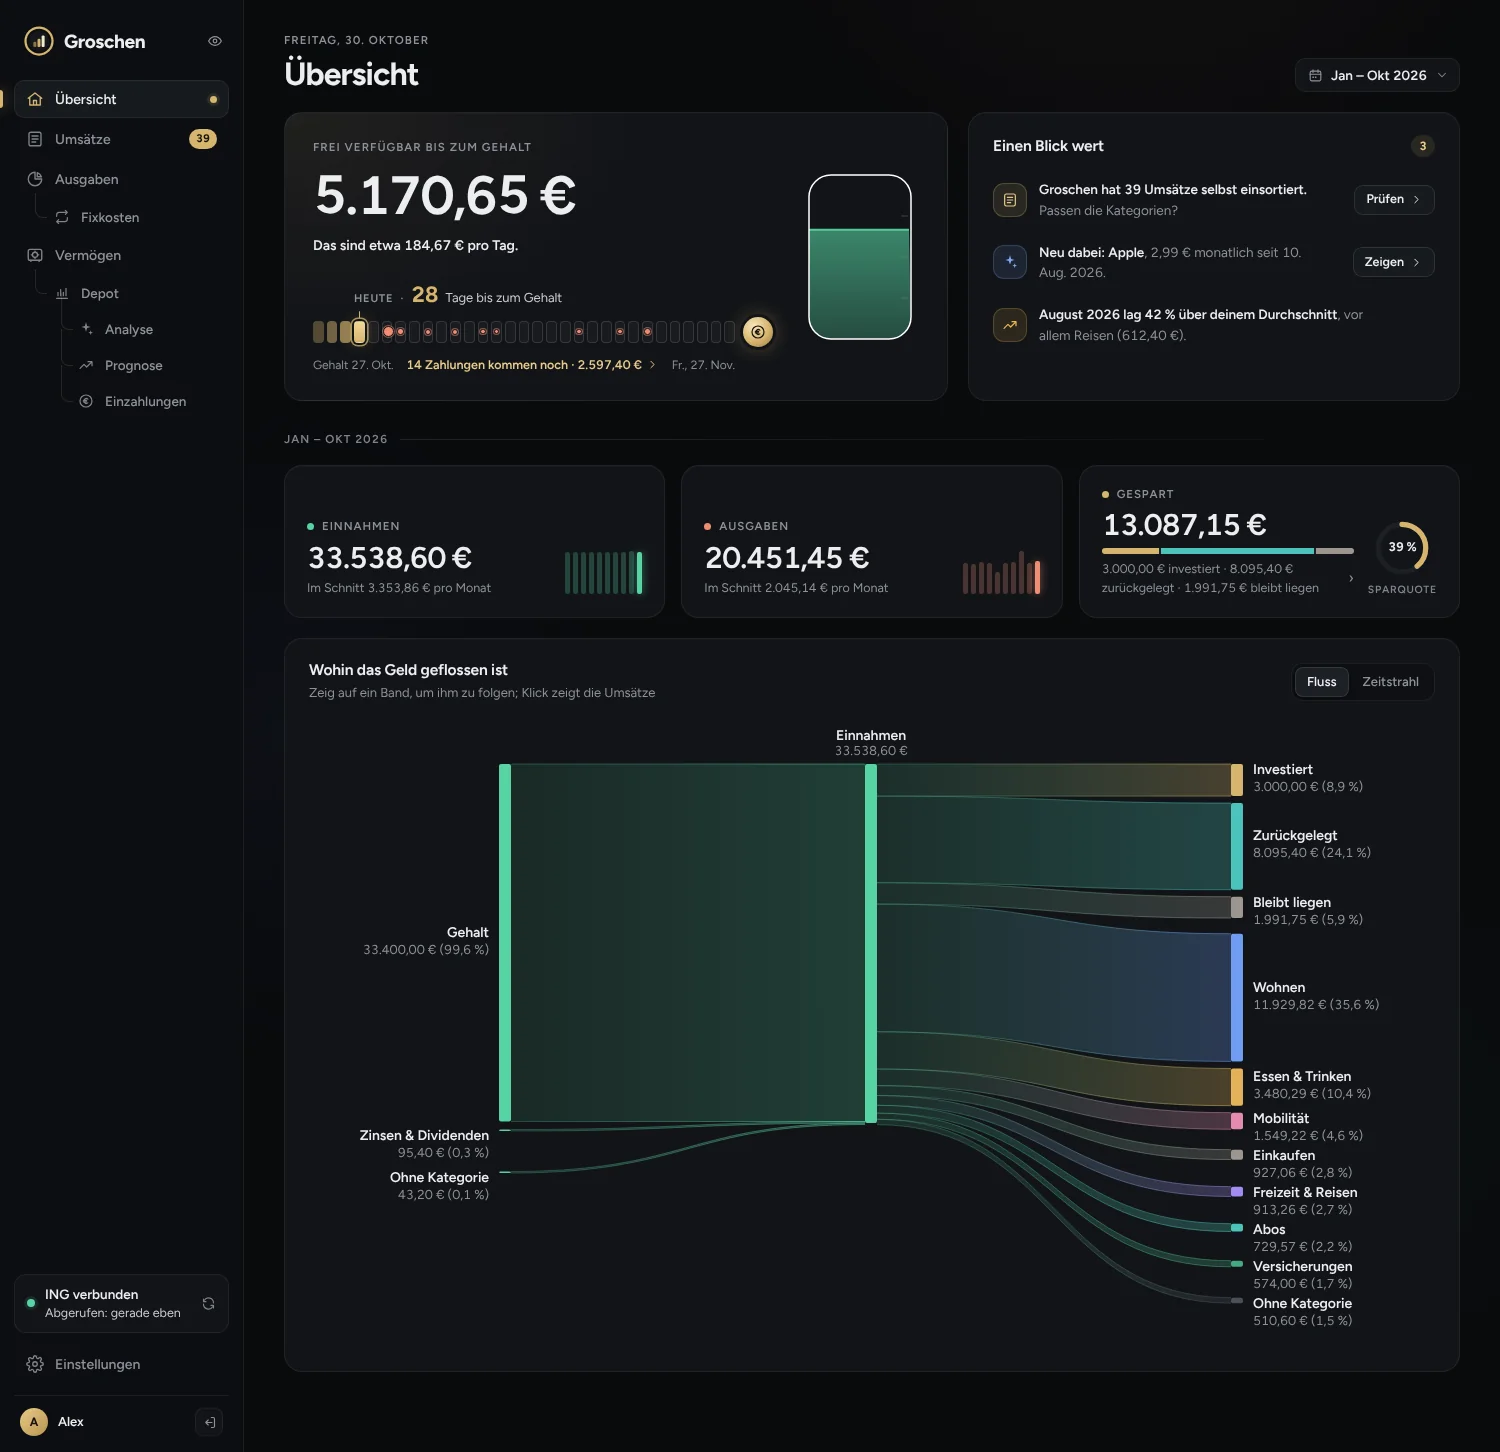 Groschen
Übersicht
Umsätze 39
Ausgaben
Fixkosten
Vermögen
Depot
Analyse
Prognose
Einzahlungen
ING verbunden
Abgerufen: gerade eben
Einstellungen
A Alex
FREITAG, 30. OKTOBER
Übersicht
Jan – Okt 2026
FREI VERFÜGBAR BIS ZUM GEHALT
5.170,65 €
Das sind etwa 184,67 € pro Tag.
HEUTE · 28 Tage bis zum Gehalt
€
Gehalt 27. Okt. 14 Zahlungen kommen noch · 2.597,40 € Fr., 27. Nov.
Einen Blick wert 3
Groschen hat 39 Umsätze selbst einsortiert.
Passen die Kategorien?
Prüfen
Neu dabei: Apple, 2,99 € monatlich seit 10.
Aug. 2026.
Zeigen
August 2026 lag 42 % über deinem Durchschnitt, vor
allem Reisen (612,40 €).
JAN – OKT 2026
EINNAHMEN
33.538,60 €
Im Schnitt 3.353,86 € pro Monat
AUSGABEN
20.451,45 €
Im Schnitt 2.045,14 € pro Monat
GESPART
13.087,15 €
3.000,00 € investiert · 8.095,40 €
zurückgelegt · 1.991,75 € bleibt liegen
39 %
SPARQUOTE
Wohin das Geld geflossen ist
Zeig auf ein Band, um ihm zu folgen; Klick zeigt die Umsätze
Fluss Zeitstrahl
Einnahmen
33.538,60 €
Gehalt
33.400,00 € (99,6 %)
Zinsen & Dividenden
95,40 € (0,3 %)
Ohne Kategorie
43,20 € (0,1 %)
Investiert
3.000,00 € (8,9 %)
Zurückgelegt
8.095,40 € (24,1 %)
Bleibt liegen
1.991,75 € (5,9 %)
Wohnen
11.929,82 € (35,6 %)
Essen & Trinken
3.480,29 € (10,4 %)
Mobilität
1.549,22 € (4,6 %)
Einkaufen
927,06 € (2,8 %)
Freizeit & Reisen
913,26 € (2,7 %)
Abos
729,57 € (2,2 %)
Versicherungen
574,00 € (1,7 %)
Ohne Kategorie
510,60 € (1,5 %)